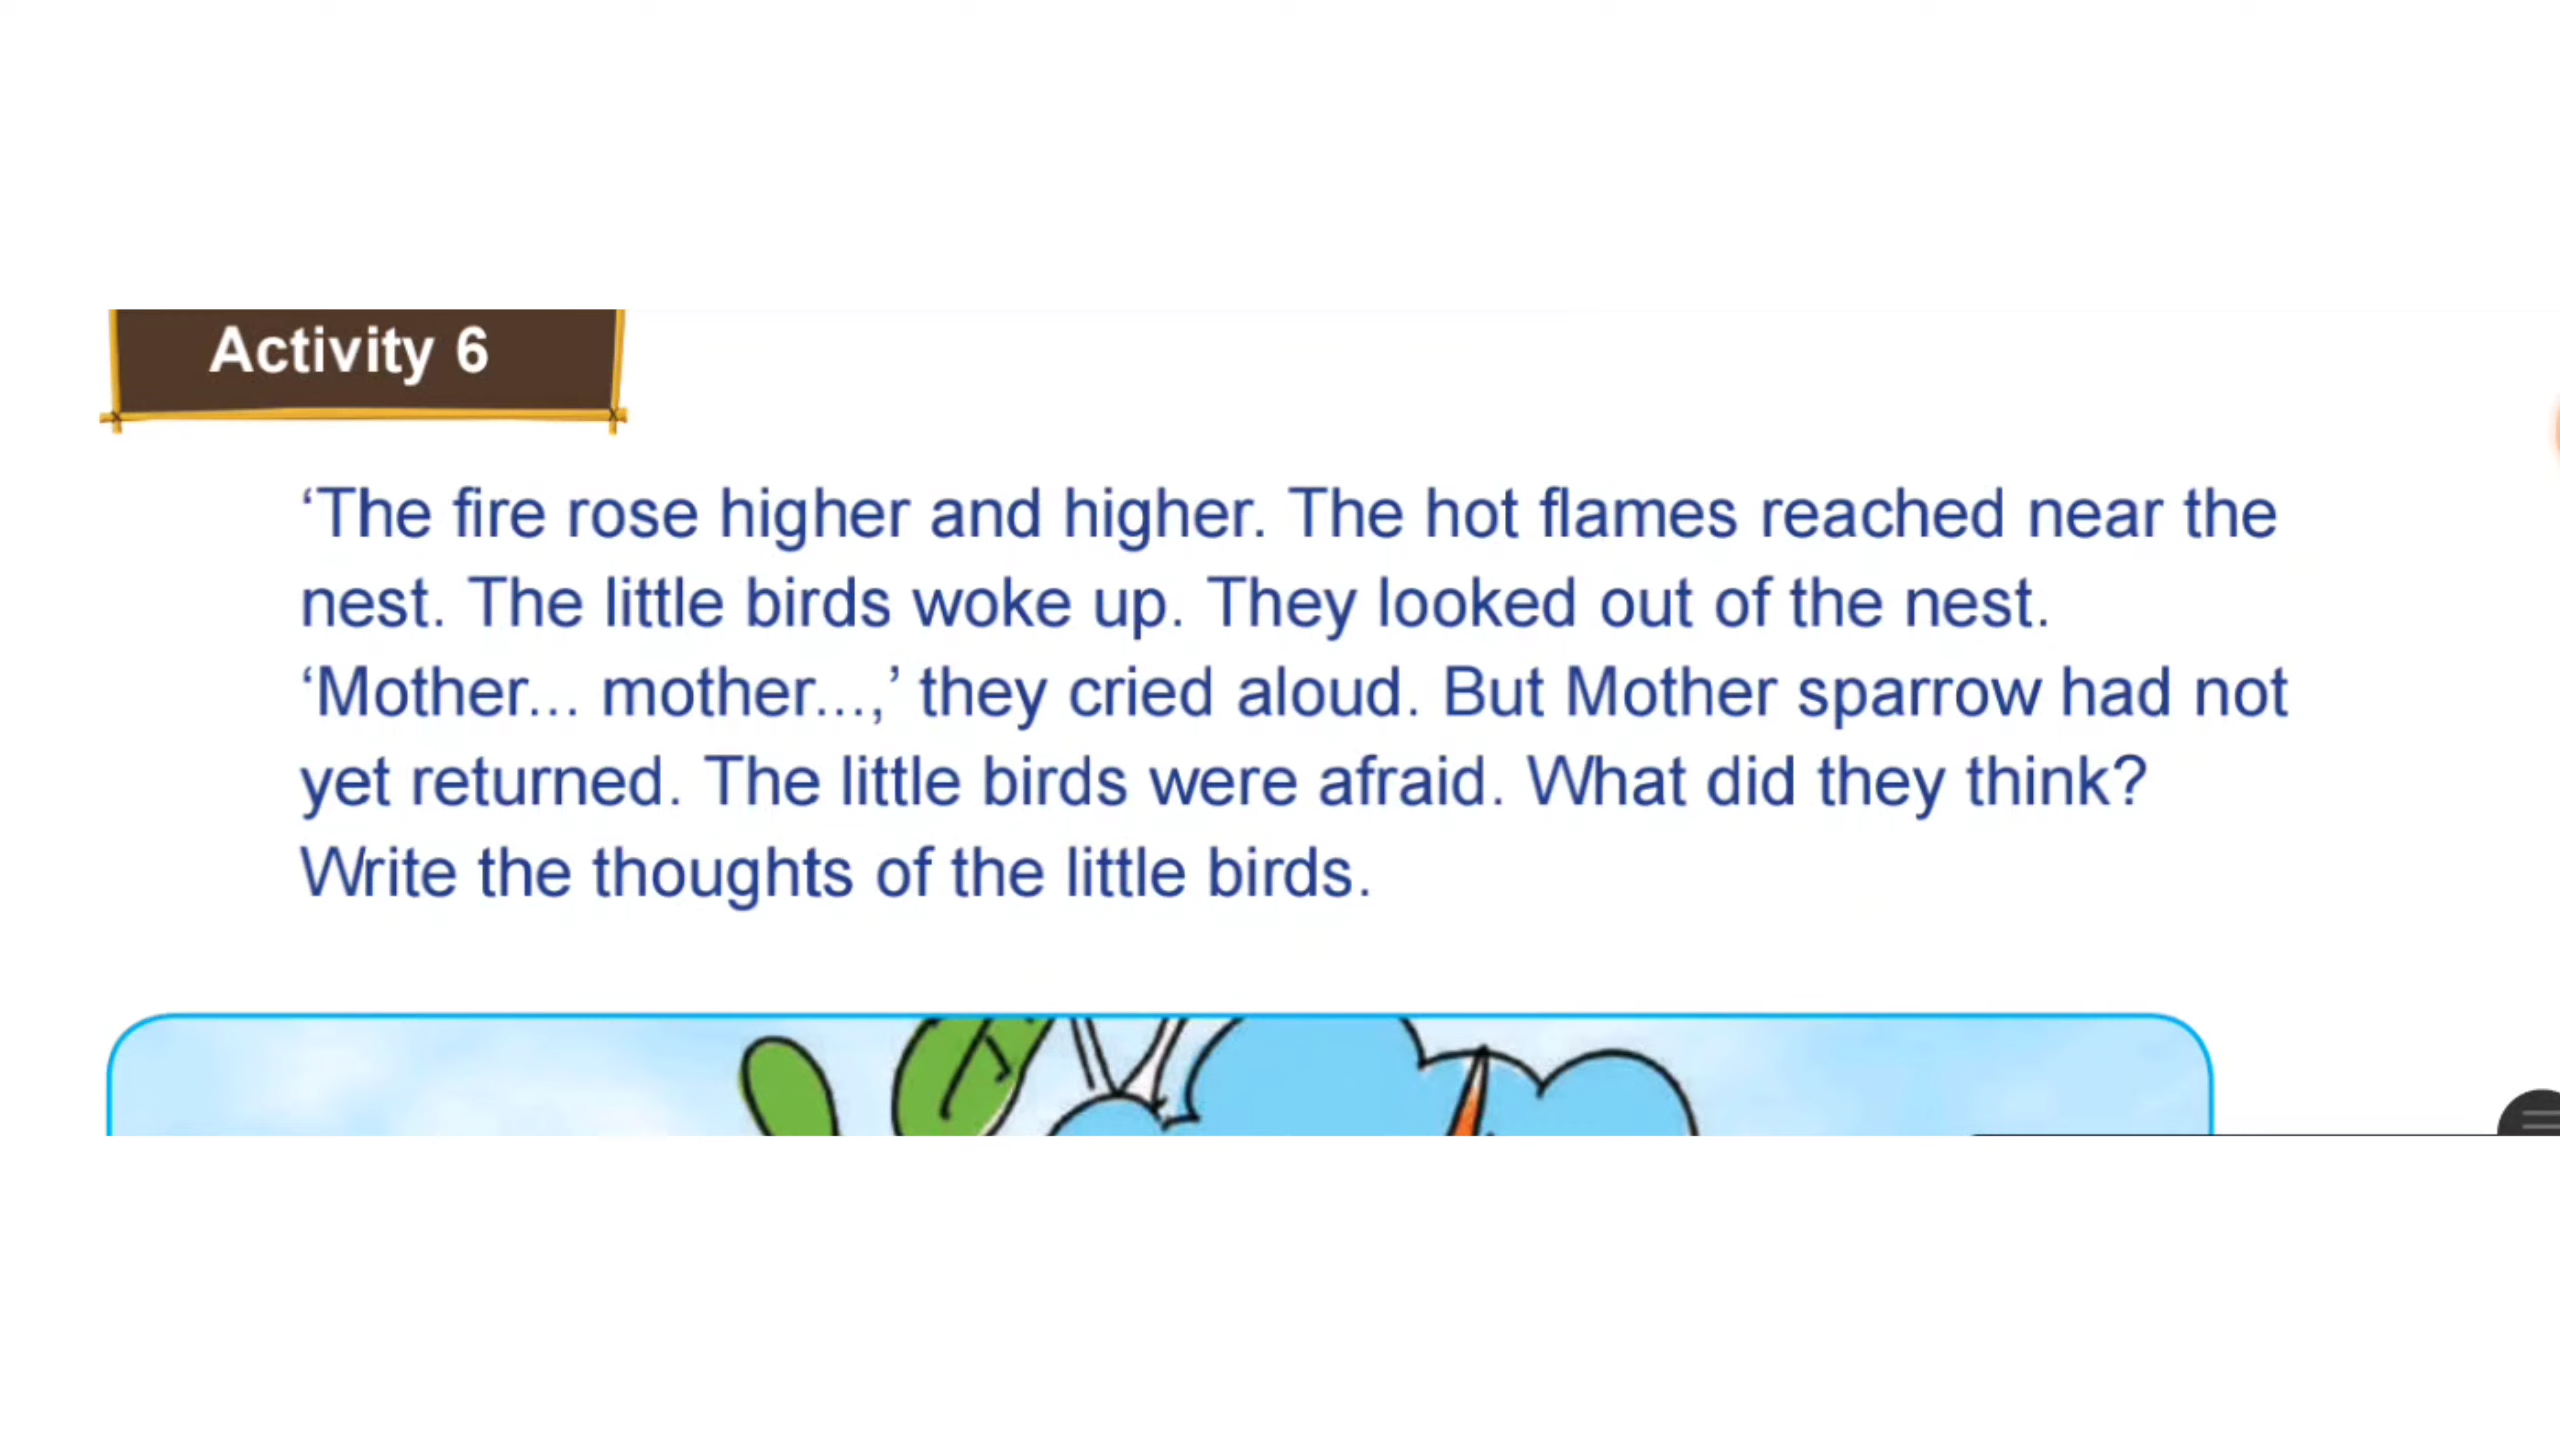 Activity 6
‘The fire rose higher and higher. The hot flames reached near the
nest. The little birds woke up. They looked out of the nest.
‘Mother... mother...,’ they cried aloud. But Mother sparrow had not
yet returned. The little birds were afraid. What did they think?
Write the thoughts of the little birds.